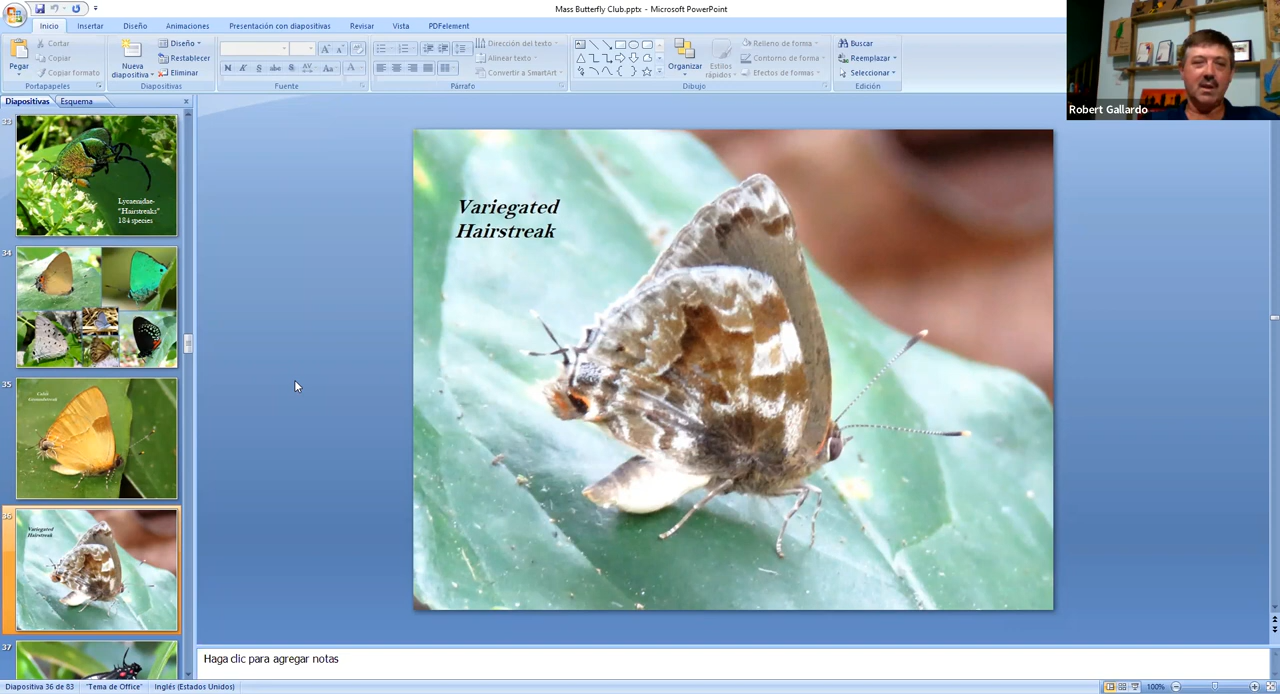 Mass Butterfly Club.pptx - Microsoft PowerPoint
Inicio
Insertar
Diseño
Animaciones
Presentación con diapositivas
Revisar
Vista
PDFelement
Pegar
Cortar
Copiar
Copiar formato
Portapapeles
Nueva
diapositiva
Diseño
Restablecer
Eliminar
Diapositivas
N K S abc S AV Aa A
Fuente
Dirección del texto
Alinear texto
Convertir a SmartArt
Párrafo
Organizar
Estilos
rápidos
Relleno de forma
Contorno de forma
Efectos de formas
Dibujo
Buscar
Reemplazar
Seleccionar
Edición
Robert Gallardo
Diapositivas
Esquema
33
Lycaenidae-
"Hairstreaks"
184 species
34
35
36
Variegated
Hairstreak
37
Variegated
Hairstreak
Haga clic para agregar notas
Diapositiva 36 de 83
"Tema de Office"
Inglés (Estados Unidos)
100%